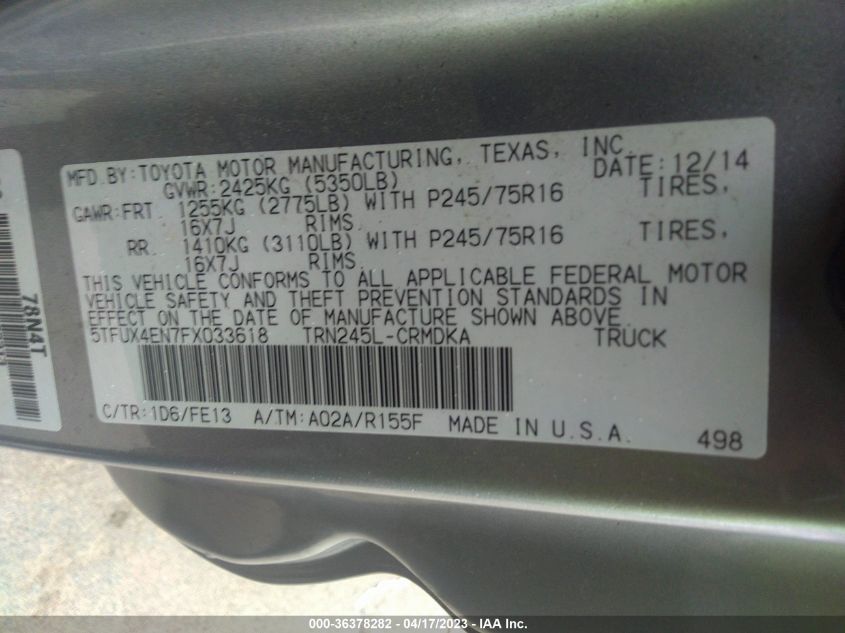 MFD.BY:TOYOTA MOTOR MANUFACTURING, TEXAS, INC.
DATE:12/14
GVWR:2425KG (5350LB)
GAWR:FRT 1255KG (2775LB) WITH P245/75R16 TIRES,
16X7J RIMS.
RR 1410KG (3110LB) WITH P245/75R16 TIRES,
16X7J RIMS.
THIS VEHICLE CONFORMS TO ALL APPLICABLE FEDERAL MOTOR
VEHICLE SAFETY AND THEFT PREVENTION STANDARDS IN
EFFECT ON THE DATE OF MANUFACTURE SHOWN ABOVE.
5TFUX4EN7FX033618 TRN245L-CRMDKA TRUCK
C/TR:1D6/FE13 A/TM:A02A/R155F MADE IN U.S.A.
498
78N4T
000-36378282 - 04/17/2023 - IAA Inc.